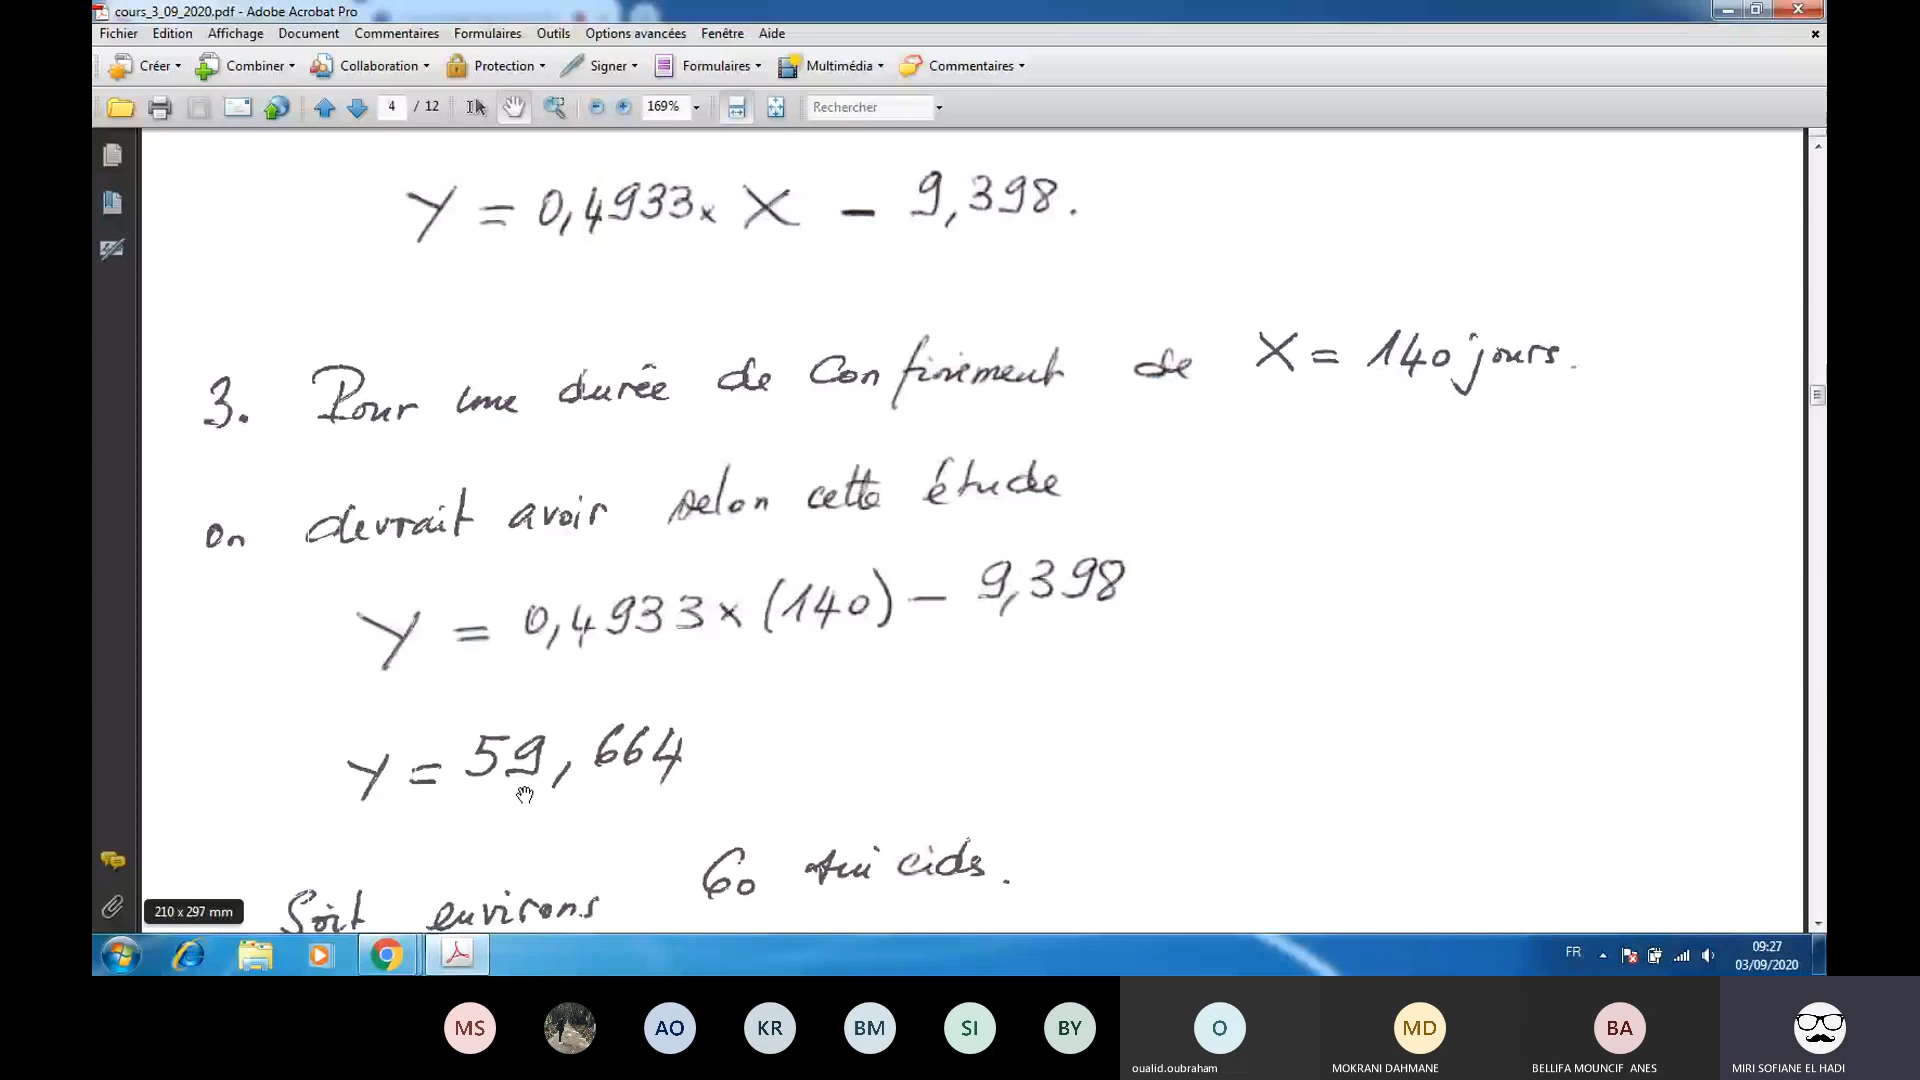 cours_3_09_2020.pdf - Adobe Acrobat Pro
Fichier Edition Affichage Document Commentaires Formulaires Outils Options avancées Fenêtre Aide
Créer Combiner Collaboration Protection Signer Formulaires Multimédia Commentaires
4 / 12 169% Rechercher
Y = 0,4933 x X - 9,398.
3. Pour une durée de Confinement de X = 140 jours.
on devrait avoir selon cette étude
Y = 0,4933 x (140) - 9,398
Y = 59,664
Soit environs 60 suicids.
210 x 297 mm
FR 09:27
03/09/2020
MS AO KR BM SI BY O MD BA
oualid.oubraham MOKRANI DAHMANE BELLIFA MOUNCIF ANES MIRI SOFIANE EL HADI